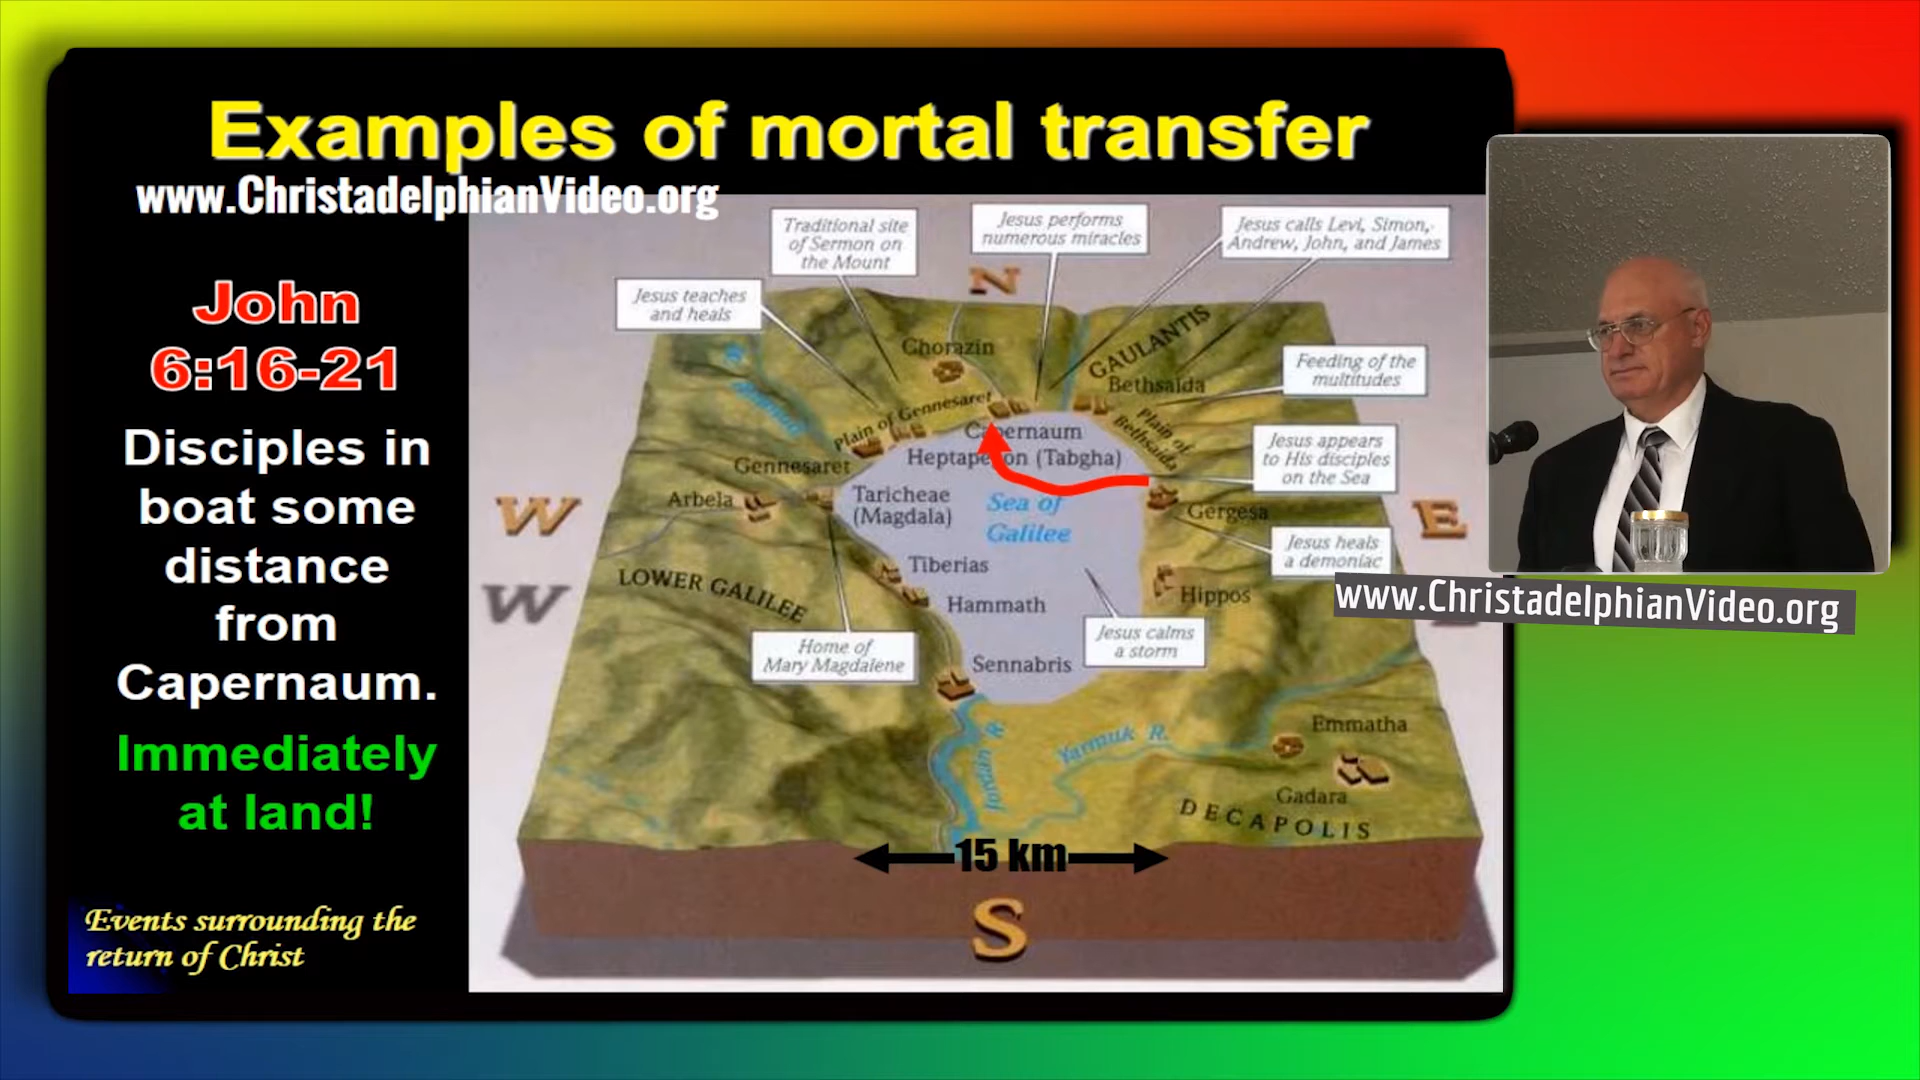 Examples of mortal transfer
www.ChristadelphianVideo.org
John
6:16-21
Disciples in
boat some
distance
from
Capernaum.
Immediately
at land!
Events surrounding the
return of Christ
Traditional site
of Sermon on
the Mount
Jesus performs
numerous miracles
Jesus calls Levi, Simon,
Andrew, John, and James
Jesus teaches
and heals
N
Chorazin
GAULANTIS
Bethsaida
Feeding of the
multitudes
Plain of Gennesaret
Plain of
Bethsaida
Capernaum
Heptapegon (Tabgha)
Jesus appears
to His disciples
on the Sea
Gennesaret
Arbela
Taricheae
(Magdala)
Sea of
Galilee
Gergesa
W
E
Jesus heals
a demoniac
Tiberias
LOWER GALILEE
Hammath
Hippos
W
www.ChristadelphianVideo.org
Home of
Mary Magdalene
Jesus calms
a storm
Sennabris
Jordan R.
Yarmuk R.
Emmatha
Gadara
DECAPOLIS
15 km
S